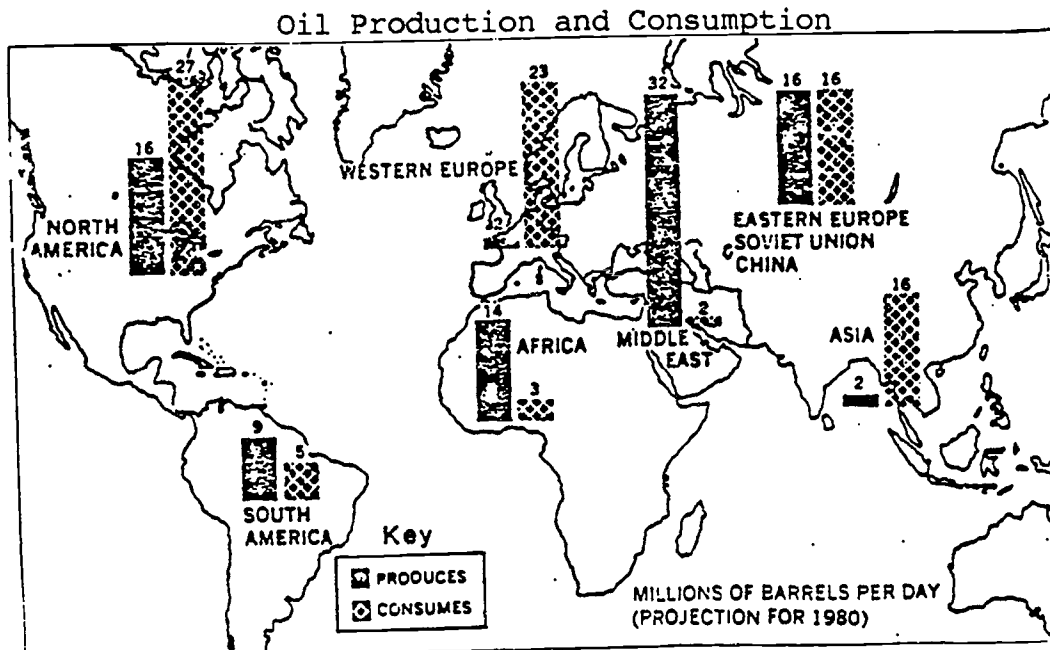 Oil Production and Consumption
27
23
32
16 16
16
WESTERN EUROPE
NORTH
AMERICA
EASTERN EUROPE
SOVIET UNION
CHINA
16
2
14
AFRICA
MIDDLE
EAST
ASIA
3
2
9
5
SOUTH
AMERICA
Key
PRODUCES
CONSUMES
MILLIONS OF BARRELS PER DAY
(PROJECTION FOR 1980)